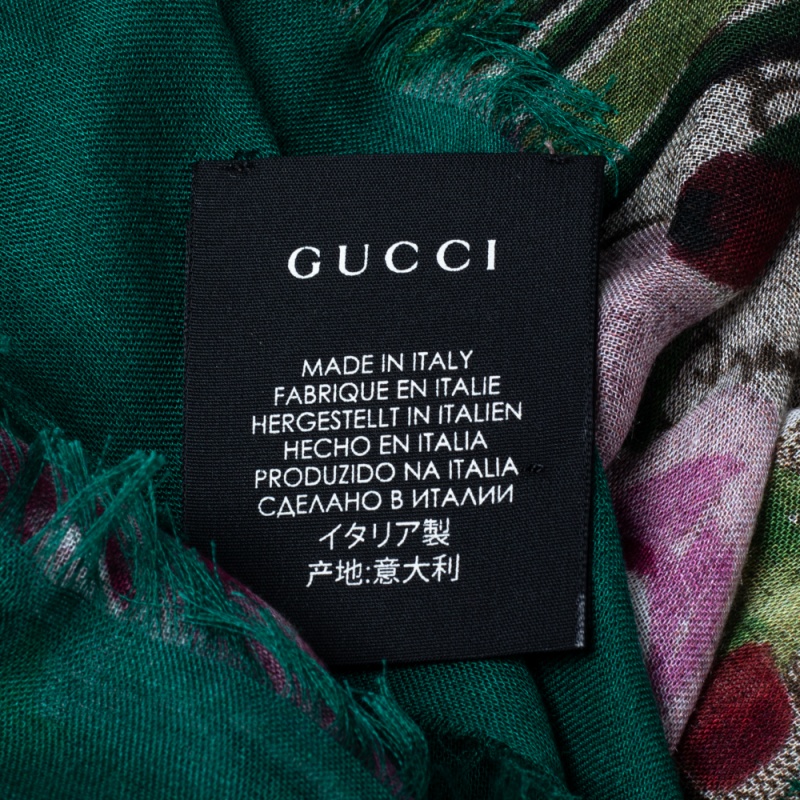 GUCCI
MADE IN ITALY
FABRIQUE EN ITALIE
HERGESTELLT IN ITALIEN
HECHO EN ITALIA
PRODUZIDO NA ITALIA
СДЕЛАНО В ИТАЛИИ
イタリア製
产地:意大利